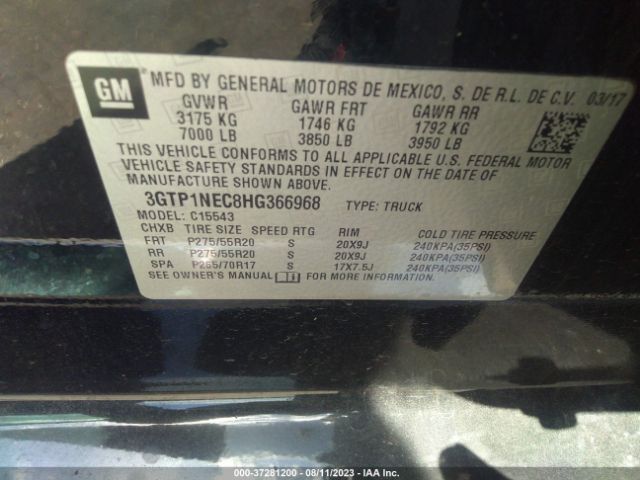 GM MFD BY GENERAL MOTORS DE MEXICO, S. DE R.L. DE C.V. 03/17
GVWR GAWR FRT GAWR RR
3175 KG 1746 KG 1792 KG
7000 LB 3850 LB 3950 LB
THIS VEHICLE CONFORMS TO ALL APPLICABLE U.S. FEDERAL MOTOR
VEHICLE SAFETY STANDARDS IN EFFECT ON THE DATE OF
MANUFACTURE SHOWN ABOVE.
3GTP1NEC8HG366968 TYPE: TRUCK
MODEL: C15543
CHXB TIRE SIZE SPEED RTG RIM COLD TIRE PRESSURE
FRT P275/55R20 S 20X9J 240KPA(35PSI)
RR P275/55R20 S 20X9J 240KPA(35PSI)
SPA P265/70R17 S 17X7.5J 240KPA(35PSI)
SEE OWNER'S MANUAL FOR MORE INFORMATION.
000-37281200 - 08/11/2023 - IAA Inc.